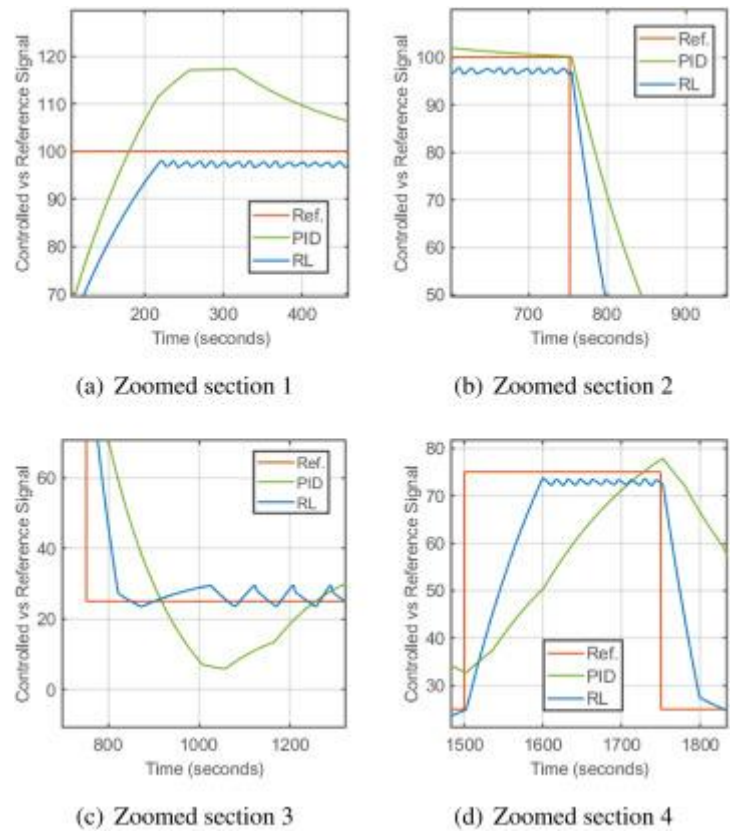 Controlled vs Reference Signal
120
110
100
90
80
70
200
300
400
Time (seconds)
Ref.
PID
RL
(a) Zoomed section 1
Controlled vs Reference Signal
100
90
80
70
60
50
700
800
900
Time (seconds)
Ref.
PID
RL
(b) Zoomed section 2
Controlled vs Reference Signal
60
40
20
0
800
1000
1200
Time (seconds)
Ref.
PID
RL
(c) Zoomed section 3
Controlled vs Reference Signal
80
70
60
50
40
30
1500
1600
1700
1800
Time (seconds)
Ref.
PID
RL
(d) Zoomed section 4